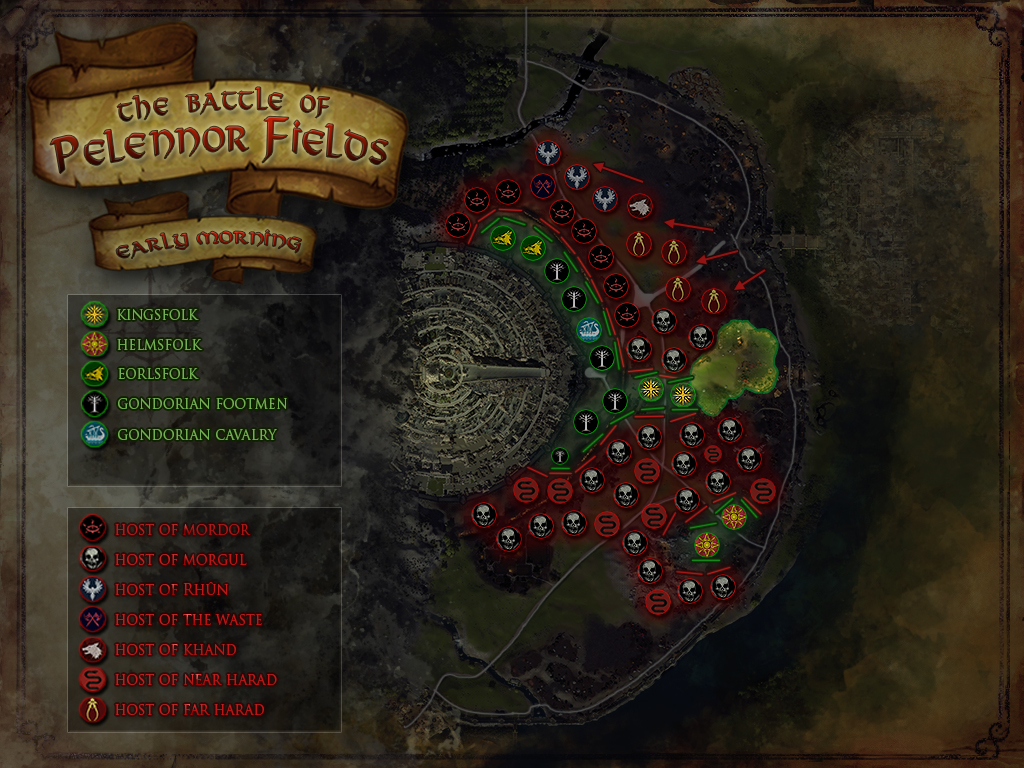 The Battle of
Pelennor Fields
Early Morning
Kingsfolk
Helmsfolk
Eorlsfolk
Gondorian Footmen
Gondorian Cavalry
Host of Mordor
Host of Morgul
Host of Rhûn
Host of the Waste
Host of Khand
Host of Near Harad
Host of Far Harad